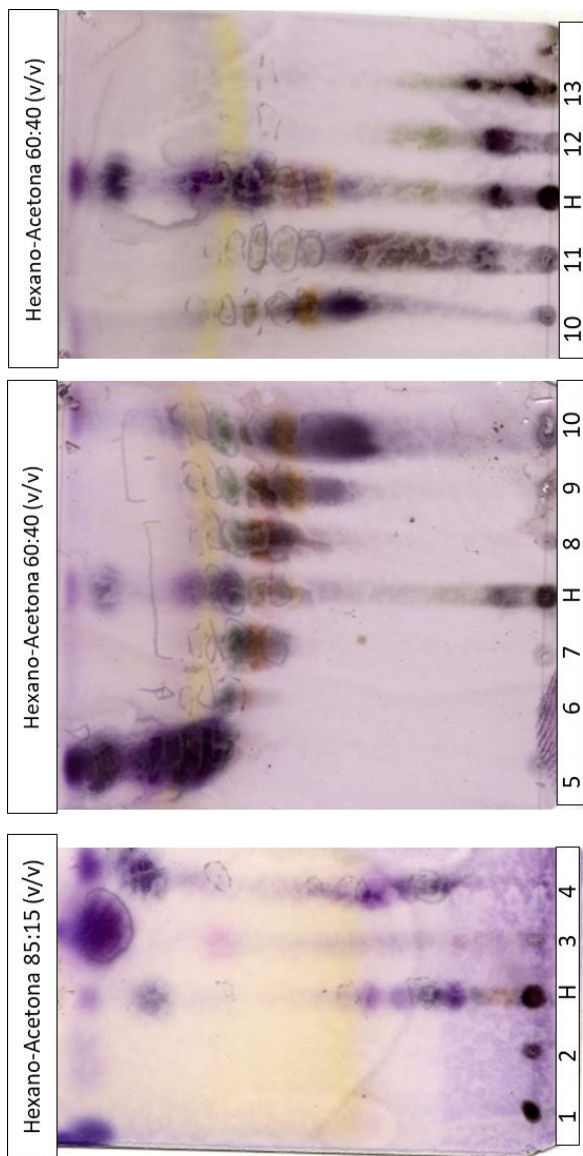 Hexano-Acetona 85:15 (v/v)
1 2 H 3 4
Hexano-Acetona 60:40 (v/v)
5 6 7 H 8 9 10
Hexano-Acetona 60:40 (v/v)
10 11 H 12 13